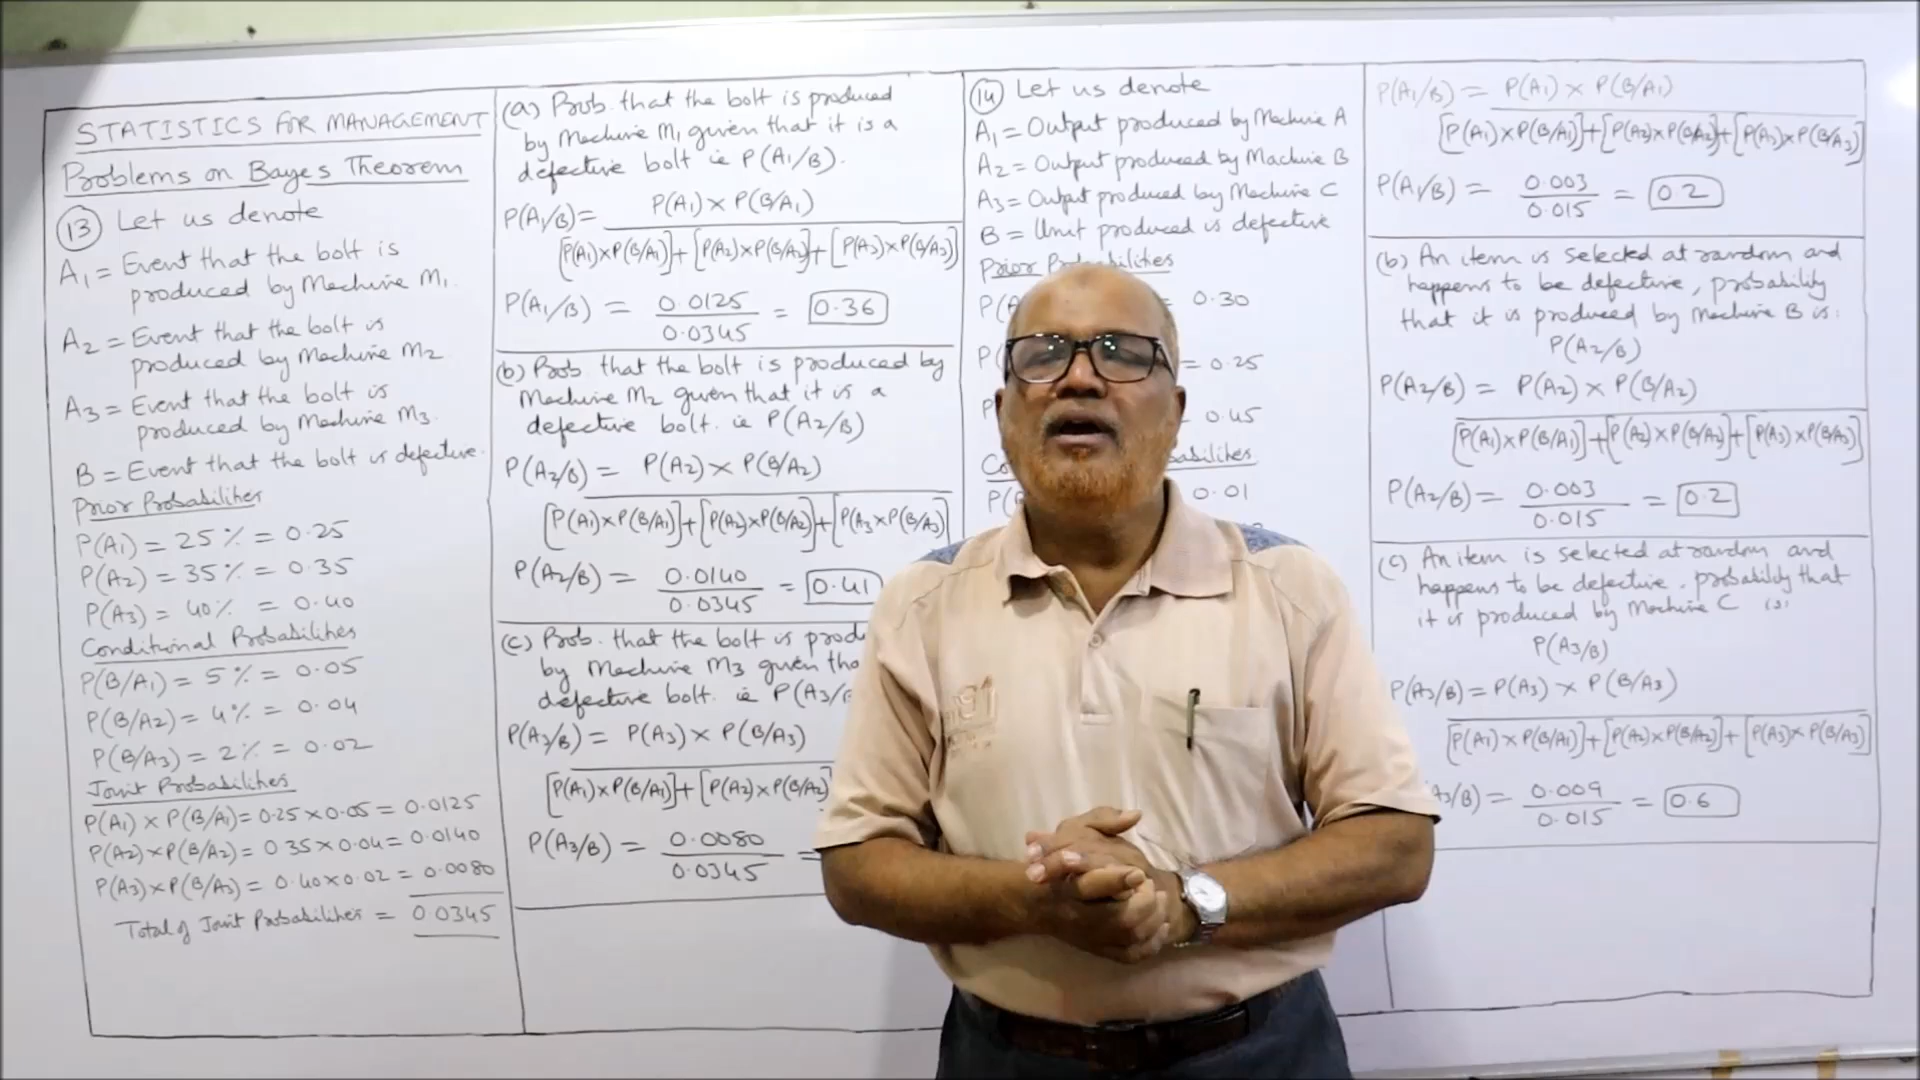 STATISTICS FOR MANAGEMENT
Problems on Bayes Theorem
(13) Let us denote
A1 = Event that the bolt is
produced by Machine M1.
A2 = Event that the bolt is
produced by Machine M2
A3 = Event that the bolt is
produced by Machine M3.
B = Event that the bolt is defective.
Prior Probabilities
P(A1) = 25% = 0.25
P(A2) = 35% = 0.35
P(A3) = 40% = 0.40
Conditional Probabilities
P(B/A1) = 5% = 0.05
P(B/A2) = 4% = 0.04
P(B/A3) = 2% = 0.02
Joint Probabilities
P(A1) × P(B/A1) = 0.25 × 0.05 = 0.0125
P(A2) × P(B/A2) = 0.35 × 0.04 = 0.0140
P(A3) × P(B/A3) = 0.40 × 0.02 = 0.0080
Total of Joint Probabilities = 0.0345
(a) Prob. that the bolt is produced
by Machine M1 given that it is a
defective bolt ie P(A1/B).
P(A1/B) = P(A1) × P(B/A1)
[P(A1)×P(B/A1)]+[P(A2)×P(B/A2)]+[P(A3)×P(B/A3)]
P(A1/B) = 0.0125
0.0345 = 0.36
(b) Prob that the bolt is produced by
Machine M2 given that it is a
defective bolt. ie P(A2/B)
P(A2/B) = P(A2) × P(B/A2)
[P(A1)×P(B/A1)]+[P(A2)×P(B/A2)]+[P(A3×P(B/A3)]
P(A2/B) = 0.0140
0.0345 = 0.41
(c) Prob. that the bolt is prod
by Machine M3 given tha
defective bolt. ie P(A3/
P(A3/B) = P(A3) × P(B/A3)
[P(A1)×P(B/A1)]+[P(A2)×P(B/A2)
P(A3/B) = 0.0080
0.0345 =
(14) Let us denote
A1 = Output produced by Machine A
A2 = Output produced by Machine B
A3 = Output produced by Machine C
B = Unit produced is defective
Prior Probabilities
P(A = 0.30
P( = 0.25
P = 0.45
Co abilities
P( 0.01
P(A1/B) = P(A1) × P(B/A1)
[P(A1)×P(B/A1)]+[P(A2)×P(B/A2)]+[P(A3)×P(B/A3)]
P(A1/B) = 0.003
0.015 = 0.2
(b) An item is selected at random and
happens to be defective, probability
that it is produced by Machine B is:
P(A2/B)
P(A2/B) = P(A2) × P(B/A2)
[P(A1)×P(B/A1)]+[P(A2)×P(B/A2)]+[P(A3)×P(B/A3)]
P(A2/B) = 0.003
0.015 = 0.2
(c) An item is selected at random and
happens to be defective. probability that
it is produced by Machine C is:
P(A3/B)
P(A3/B) = P(A3) × P(B/A3)
[P(A1)×P(B/A1)]+[P(A2)×P(B/A2)]+[P(A3)×P(B/A3)]
A3/B) = 0.009
0.015 = 0.6